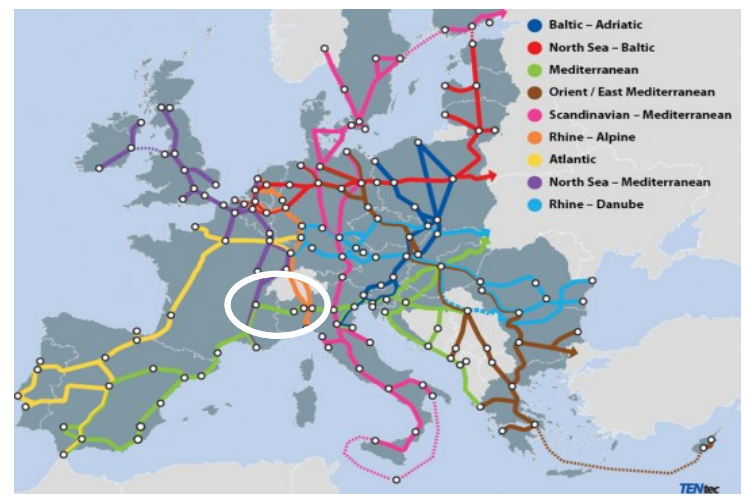 Baltic – Adriatic
North Sea – Baltic
Mediterranean
Orient / East Mediterranean
Scandinavian – Mediterranean
Rhine – Alpine
Atlantic
North Sea – Mediterranean
Rhine – Danube
TENtec